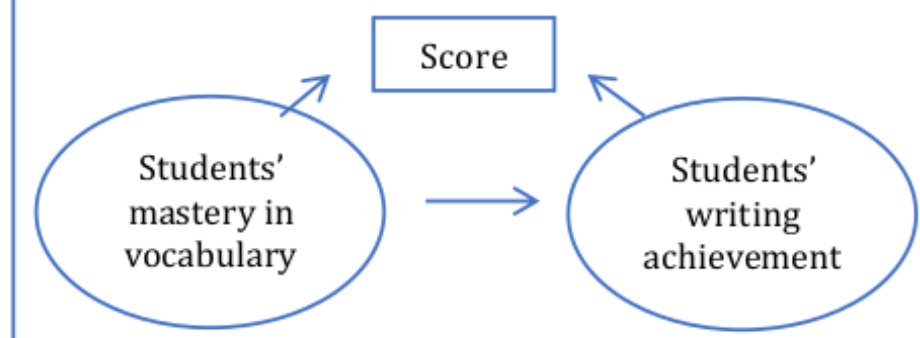 Score
Students’
mastery in
vocabulary
Students’
writing
achievement